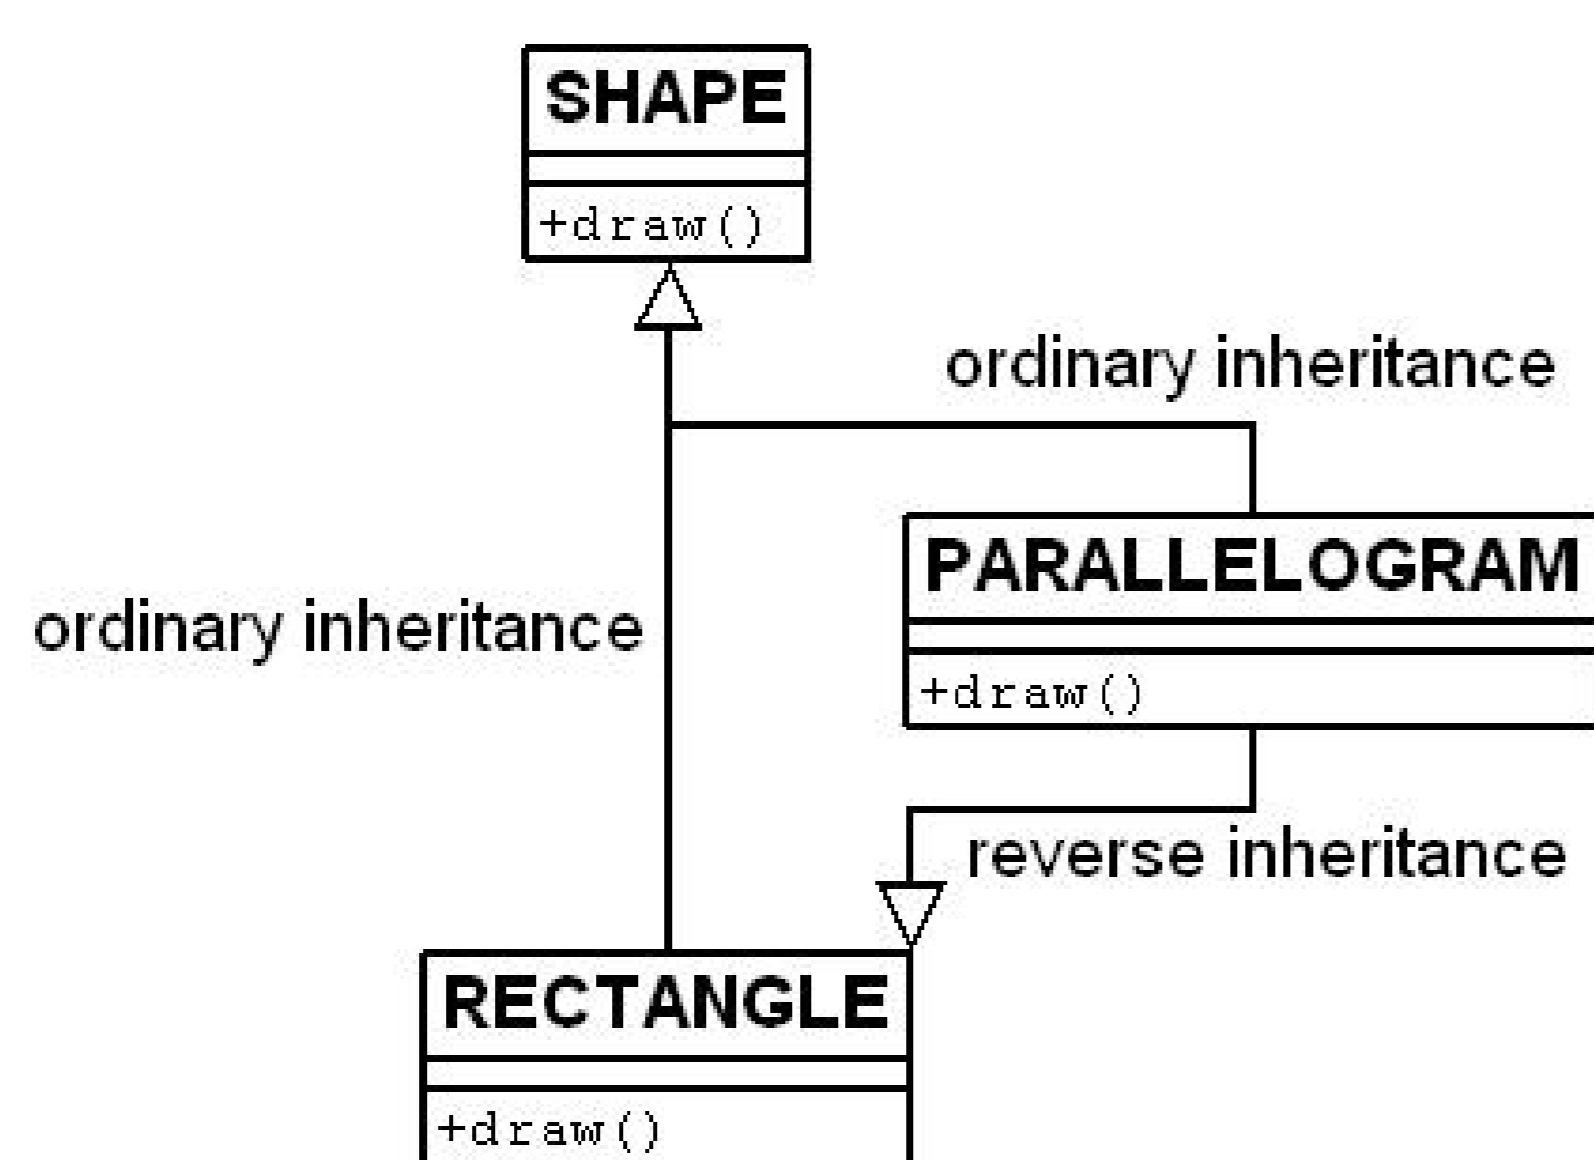 SHAPE
+draw()
ordinary inheritance
PARALLELOGRAM
ordinary inheritance
+draw()
reverse inheritance
RECTANGLE
+draw()